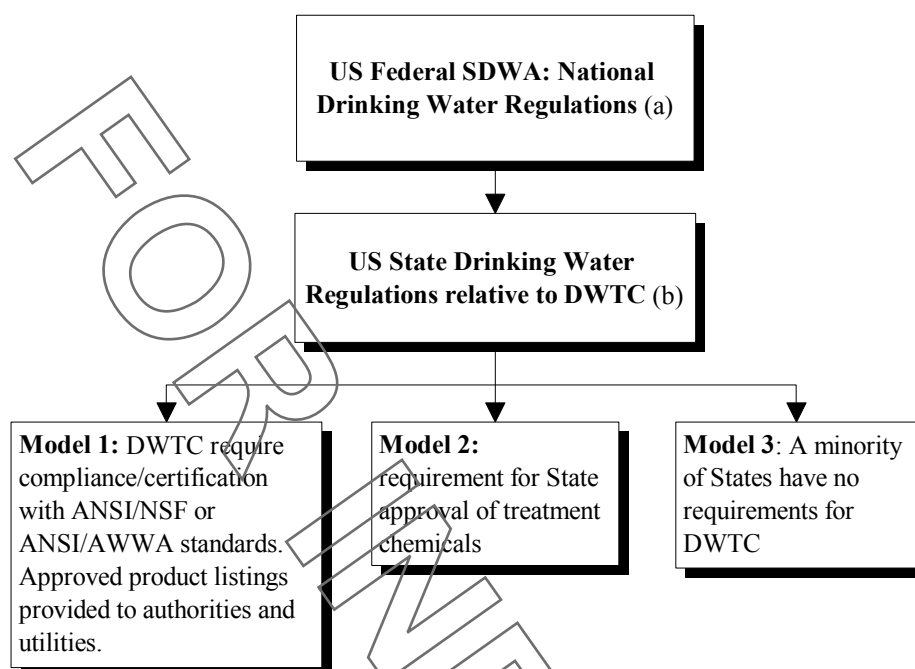 US Federal SDWA: National
Drinking Water Regulations (a)
US State Drinking Water
Regulations relative to DWTC (b)
Model 1: DWTC require
compliance/certification
with ANSI/NSF or
ANSI/AWWA standards.
Approved product listings
provided to authorities and
utilities.
Model 2:
requirement for State
approval of treatment
chemicals
Model 3: A minority
of States have no
requirements for
DWTC
FOR